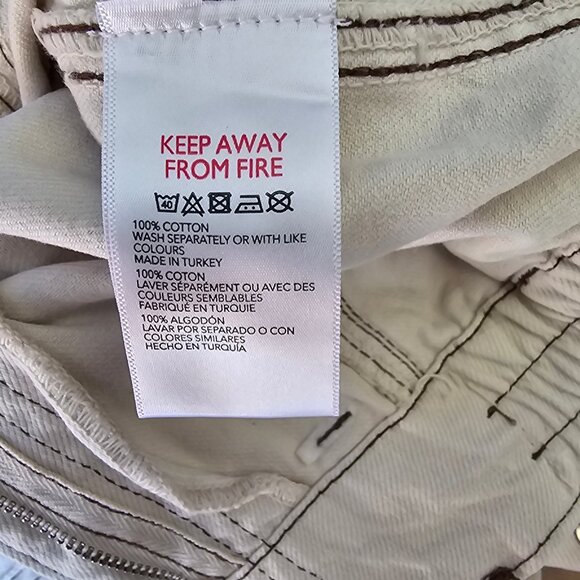 KEEP AWAY
FROM FIRE
40
100% COTTON
WASH SEPARATELY OR WITH LIKE
COLOURS
MADE IN TURKEY
100% COTON
LAVER SÉPARÉMENT OU AVEC DES
COULEURS SEMBLABLES
FABRIQUÉ EN TURQUIE
100% ALGODÓN
LAVAR POR SEPARADO O CON
COLORES SIMILARES
HECHO EN TURQUÍA